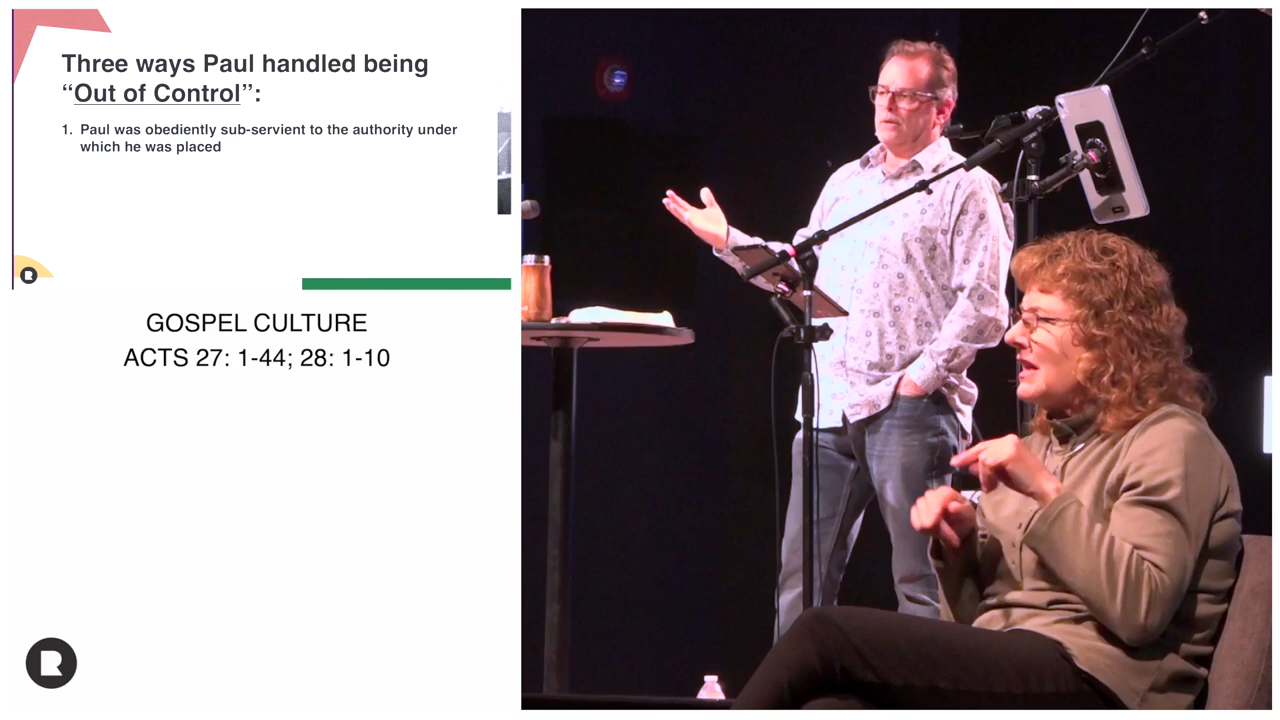 Three ways Paul handled being
“Out of Control”:
1. Paul was obediently sub-servient to the authority under
which he was placed
R
GOSPEL CULTURE
ACTS 27: 1-44; 28: 1-10
R